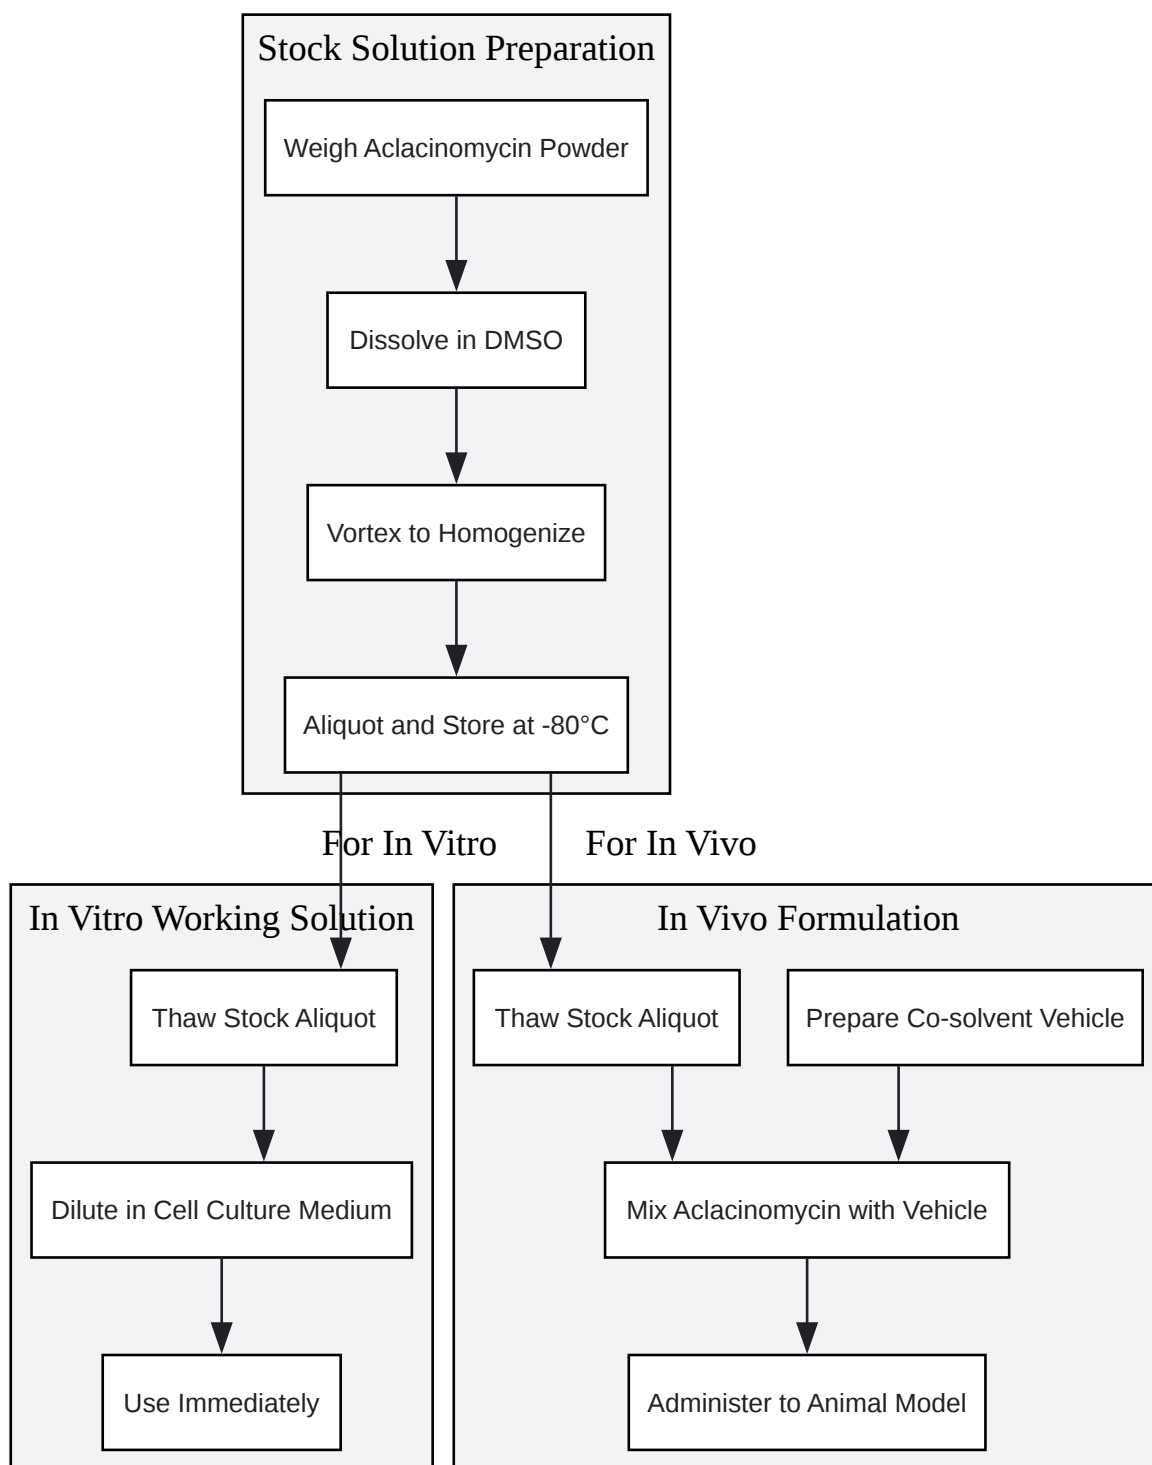 Stock Solution Preparation
Weigh Aclacinomycin Powder
Dissolve in DMSO
Vortex to Homogenize
Aliquot and Store at -80°C
For In Vitro
For In Vivo
In Vitro Working Solution
Thaw Stock Aliquot
Dilute in Cell Culture Medium
Use Immediately
In Vivo Formulation
Thaw Stock Aliquot
Prepare Co-solvent Vehicle
Mix Aclacinomycin with Vehicle
Administer to Animal Model